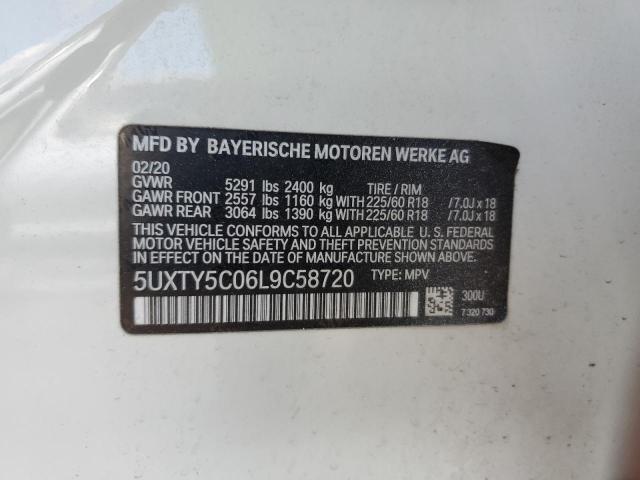 MFD BY BAYERISCHE MOTOREN WERKE AG
02/20
GVWR 5291 lbs 2400 kg TIRE / RIM
GAWR FRONT 2557 lbs 1160 kg WITH 225/60 R18 /7.0J x 18
GAWR REAR 3064 lbs 1390 kg WITH 225/60 R18 /7.0J x 18
THIS VEHICLE CONFORMS TO ALL APPLICABLE U. S. FEDERAL
MOTOR VEHICLE SAFETY AND THEFT PREVENTION STANDARDS
IN EFFECT ON THE DATE OF MANUFACTURE SHOWN ABOVE.
5UXTY5C06L9C58720 TYPE: MPV
300U
7 320 730